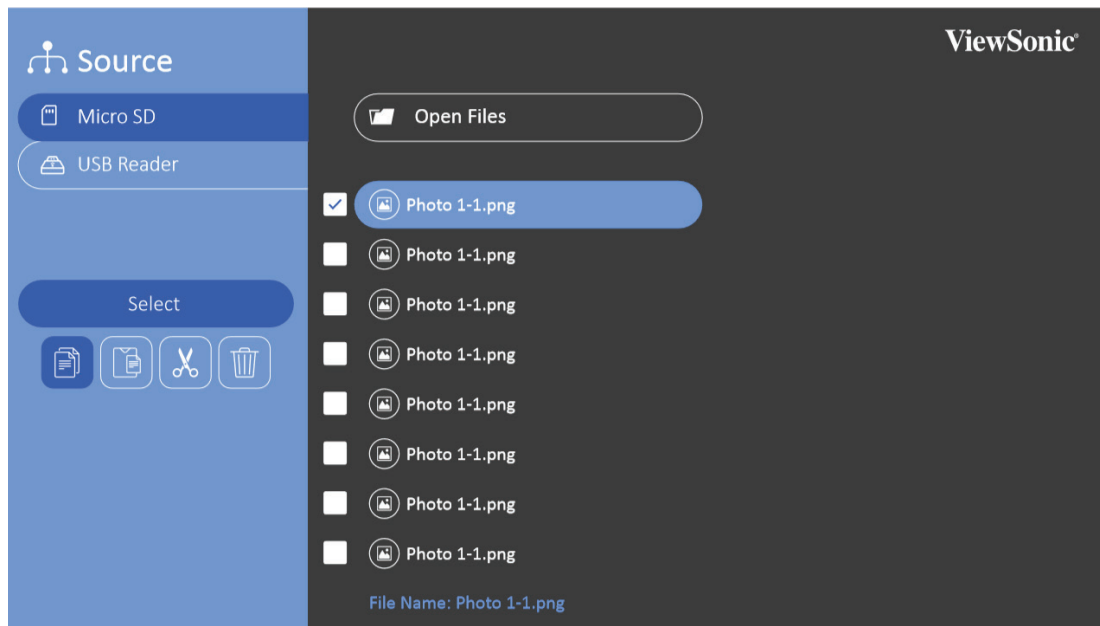 Source
Micro SD
USB Reader
Select
ViewSonic®
Open Files
Photo 1-1.png
Photo 1-1.png
Photo 1-1.png
Photo 1-1.png
Photo 1-1.png
Photo 1-1.png
Photo 1-1.png
Photo 1-1.png
File Name: Photo 1-1.png